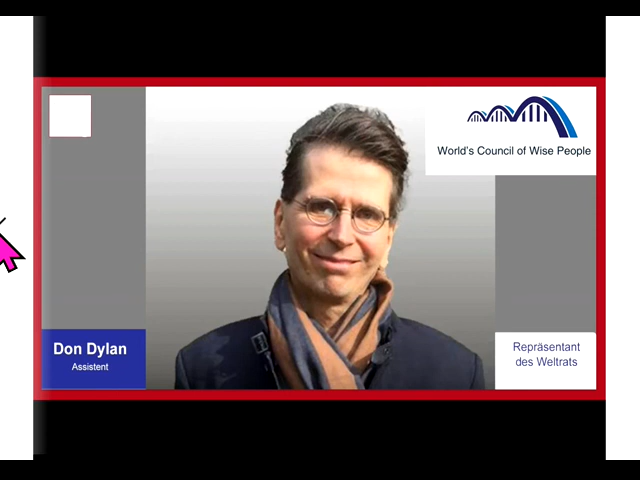 World's Council of Wise People
Don Dylan
Assistent
Repräsentant
des Weltrats